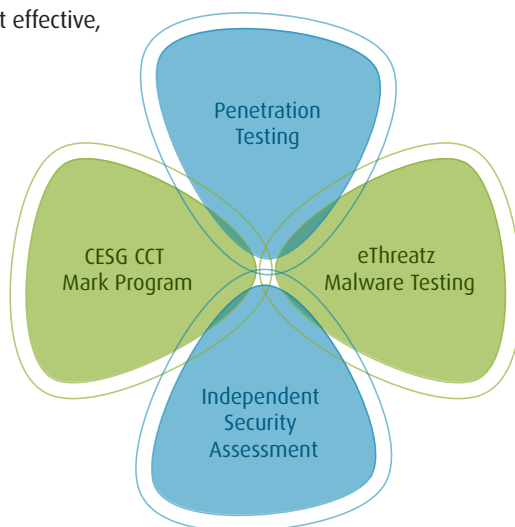 t effective,
Penetration
Testing
CESG CCT
Mark Program
eThreatz
Malware Testing
Independent
Security
Assessment